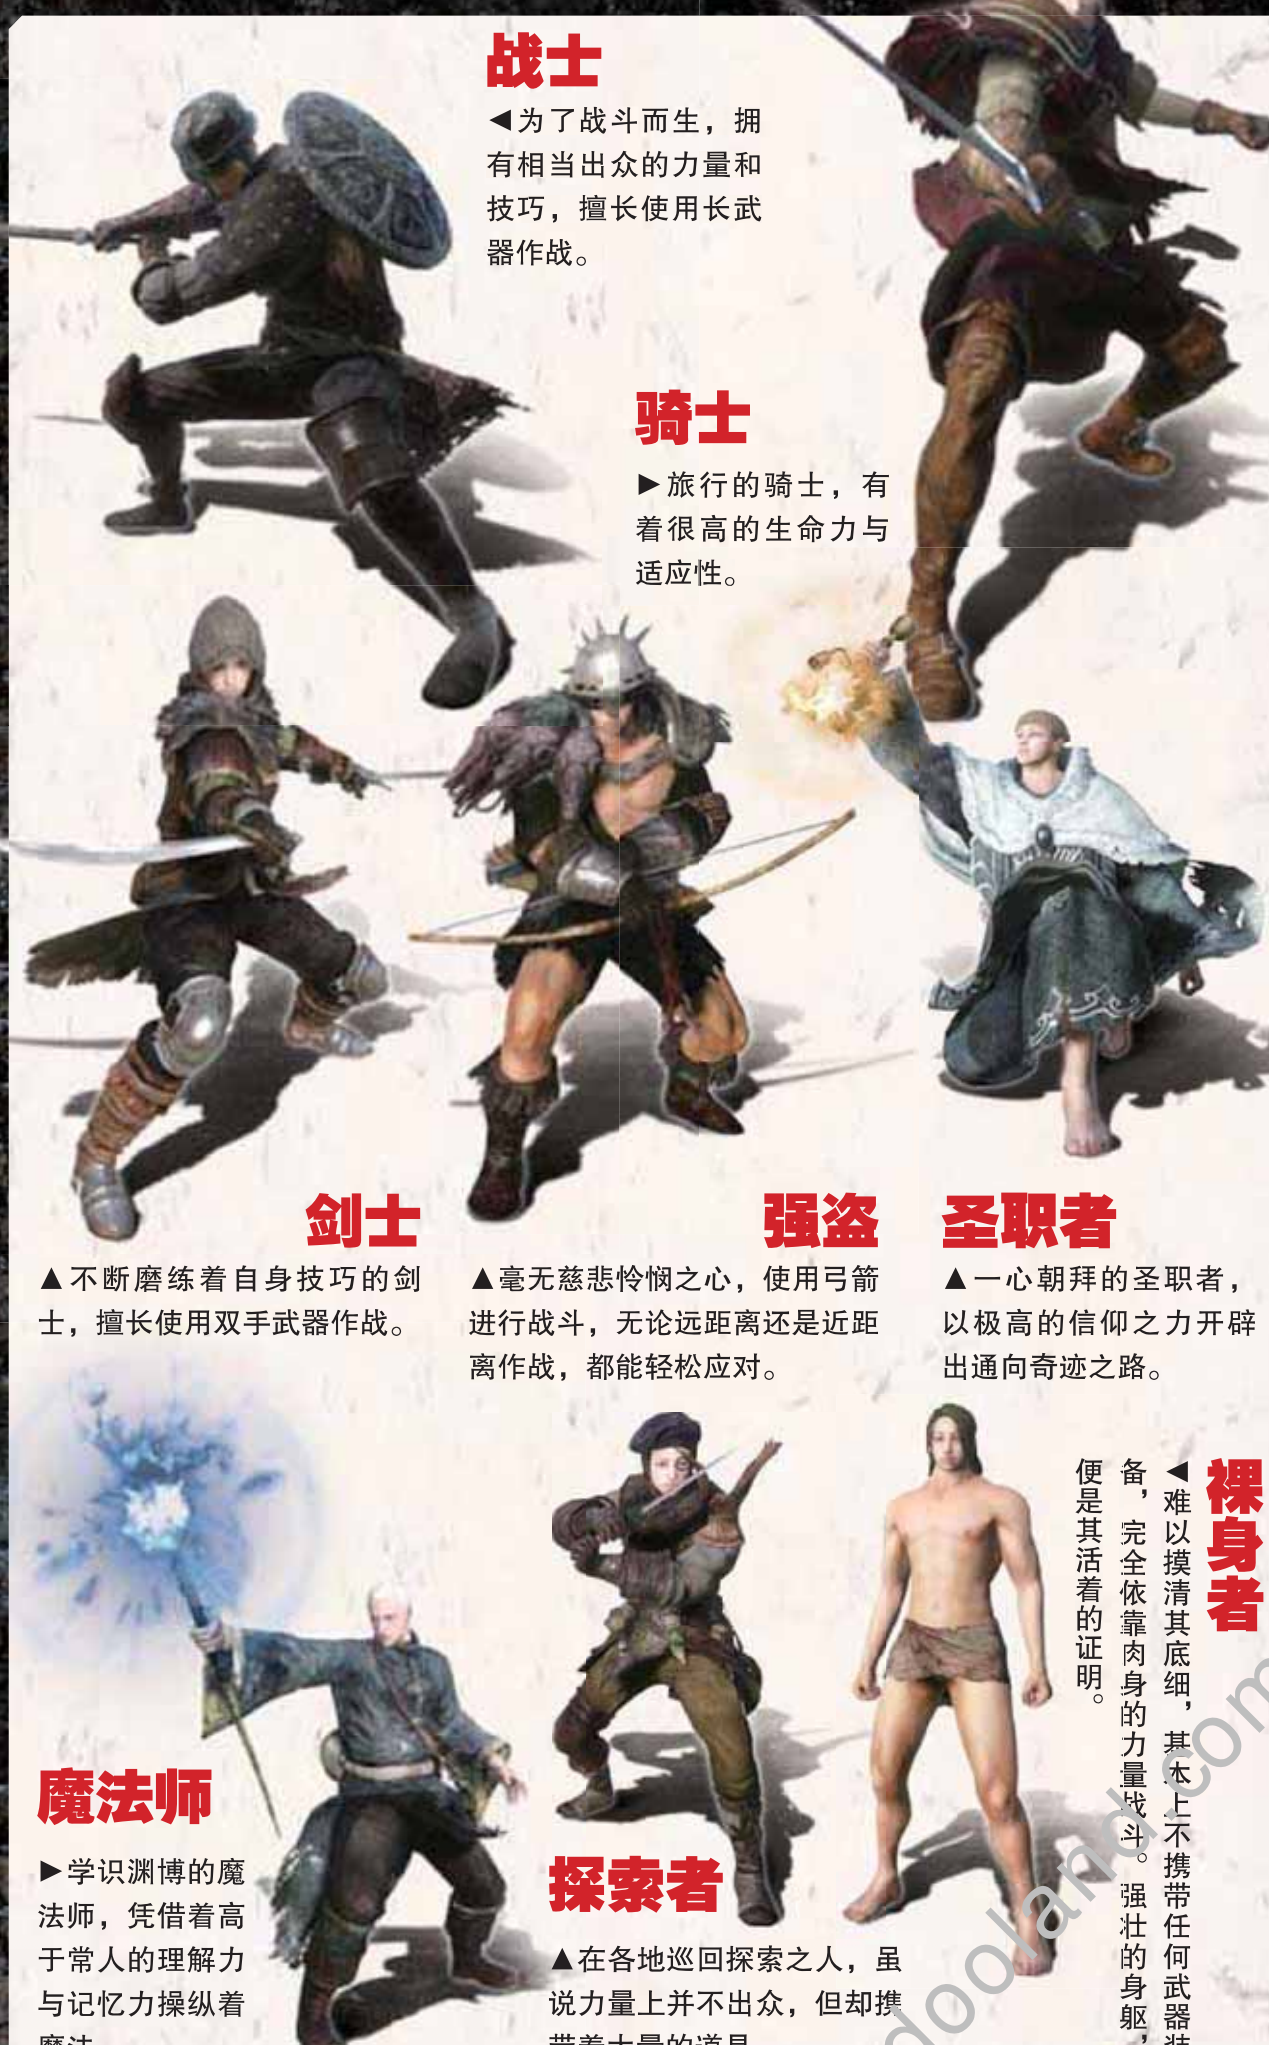 战士
◀为了战斗而生，拥
有相当出众的力量和
技巧，擅长使用长武
器作战。
骑士
▶旅行的骑士，有
着很高的生命力与
适应性。
剑士
▲不断磨练着自身技巧的剑
士，擅长使用双手武器作战。
强盗
▲毫无慈悲怜悯之心，使用弓箭
进行战斗，无论远距离还是近距
离作战，都能轻松应对。
圣职者
▲一心朝拜的圣职者，
以极高的信仰之力开辟
出通向奇迹之路。
裸身者
◀难以摸清其底细，基本上不携带任何武器装
备，完全依靠肉身的力量战斗。强壮的身躯，
便是其活着的证明。
魔法师
▶学识渊博的魔
法师，凭借着高
于常人的理解力
与记忆力操纵着
魔法
探索者
▲在各地巡回探索之人，虽
说力量上并不出众，但却携
带着大量的道具
dooland.com